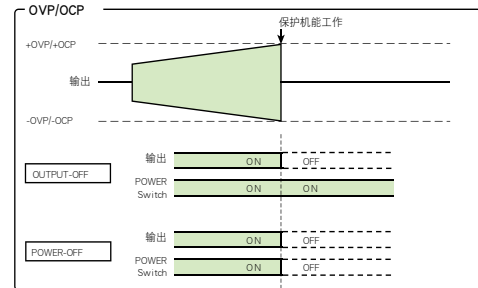 OVP/OCP
保护机能工作
+OVP/+OCP
输出
-OVP/-OCP
输出 ON OFF
OUTPUT-OFF
POWER Switch ON ON
输出 ON OFF
POWER-OFF
POWER Switch ON OFF